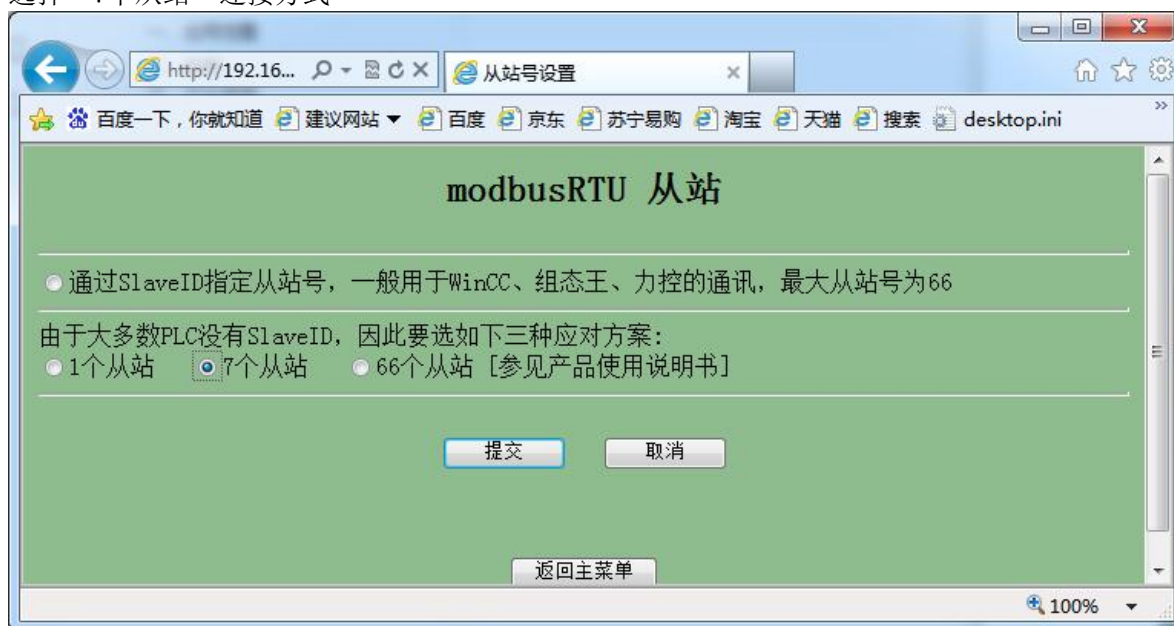 http://192.16... 从站号设置
百度一下，你就知道 建议网站 百度 京东 苏宁易购 淘宝 天猫 搜索 desktop.ini
modbusRTU 从站
通过SlaveID指定从站号，一般用于WinCC、组态王、力控的通讯，最大从站号为66
由于大多数PLC没有SlaveID，因此要选如下三种应对方案：
1个从站 7个从站 66个从站 [参见产品使用说明书]
提交 取消
返回主菜单
100%